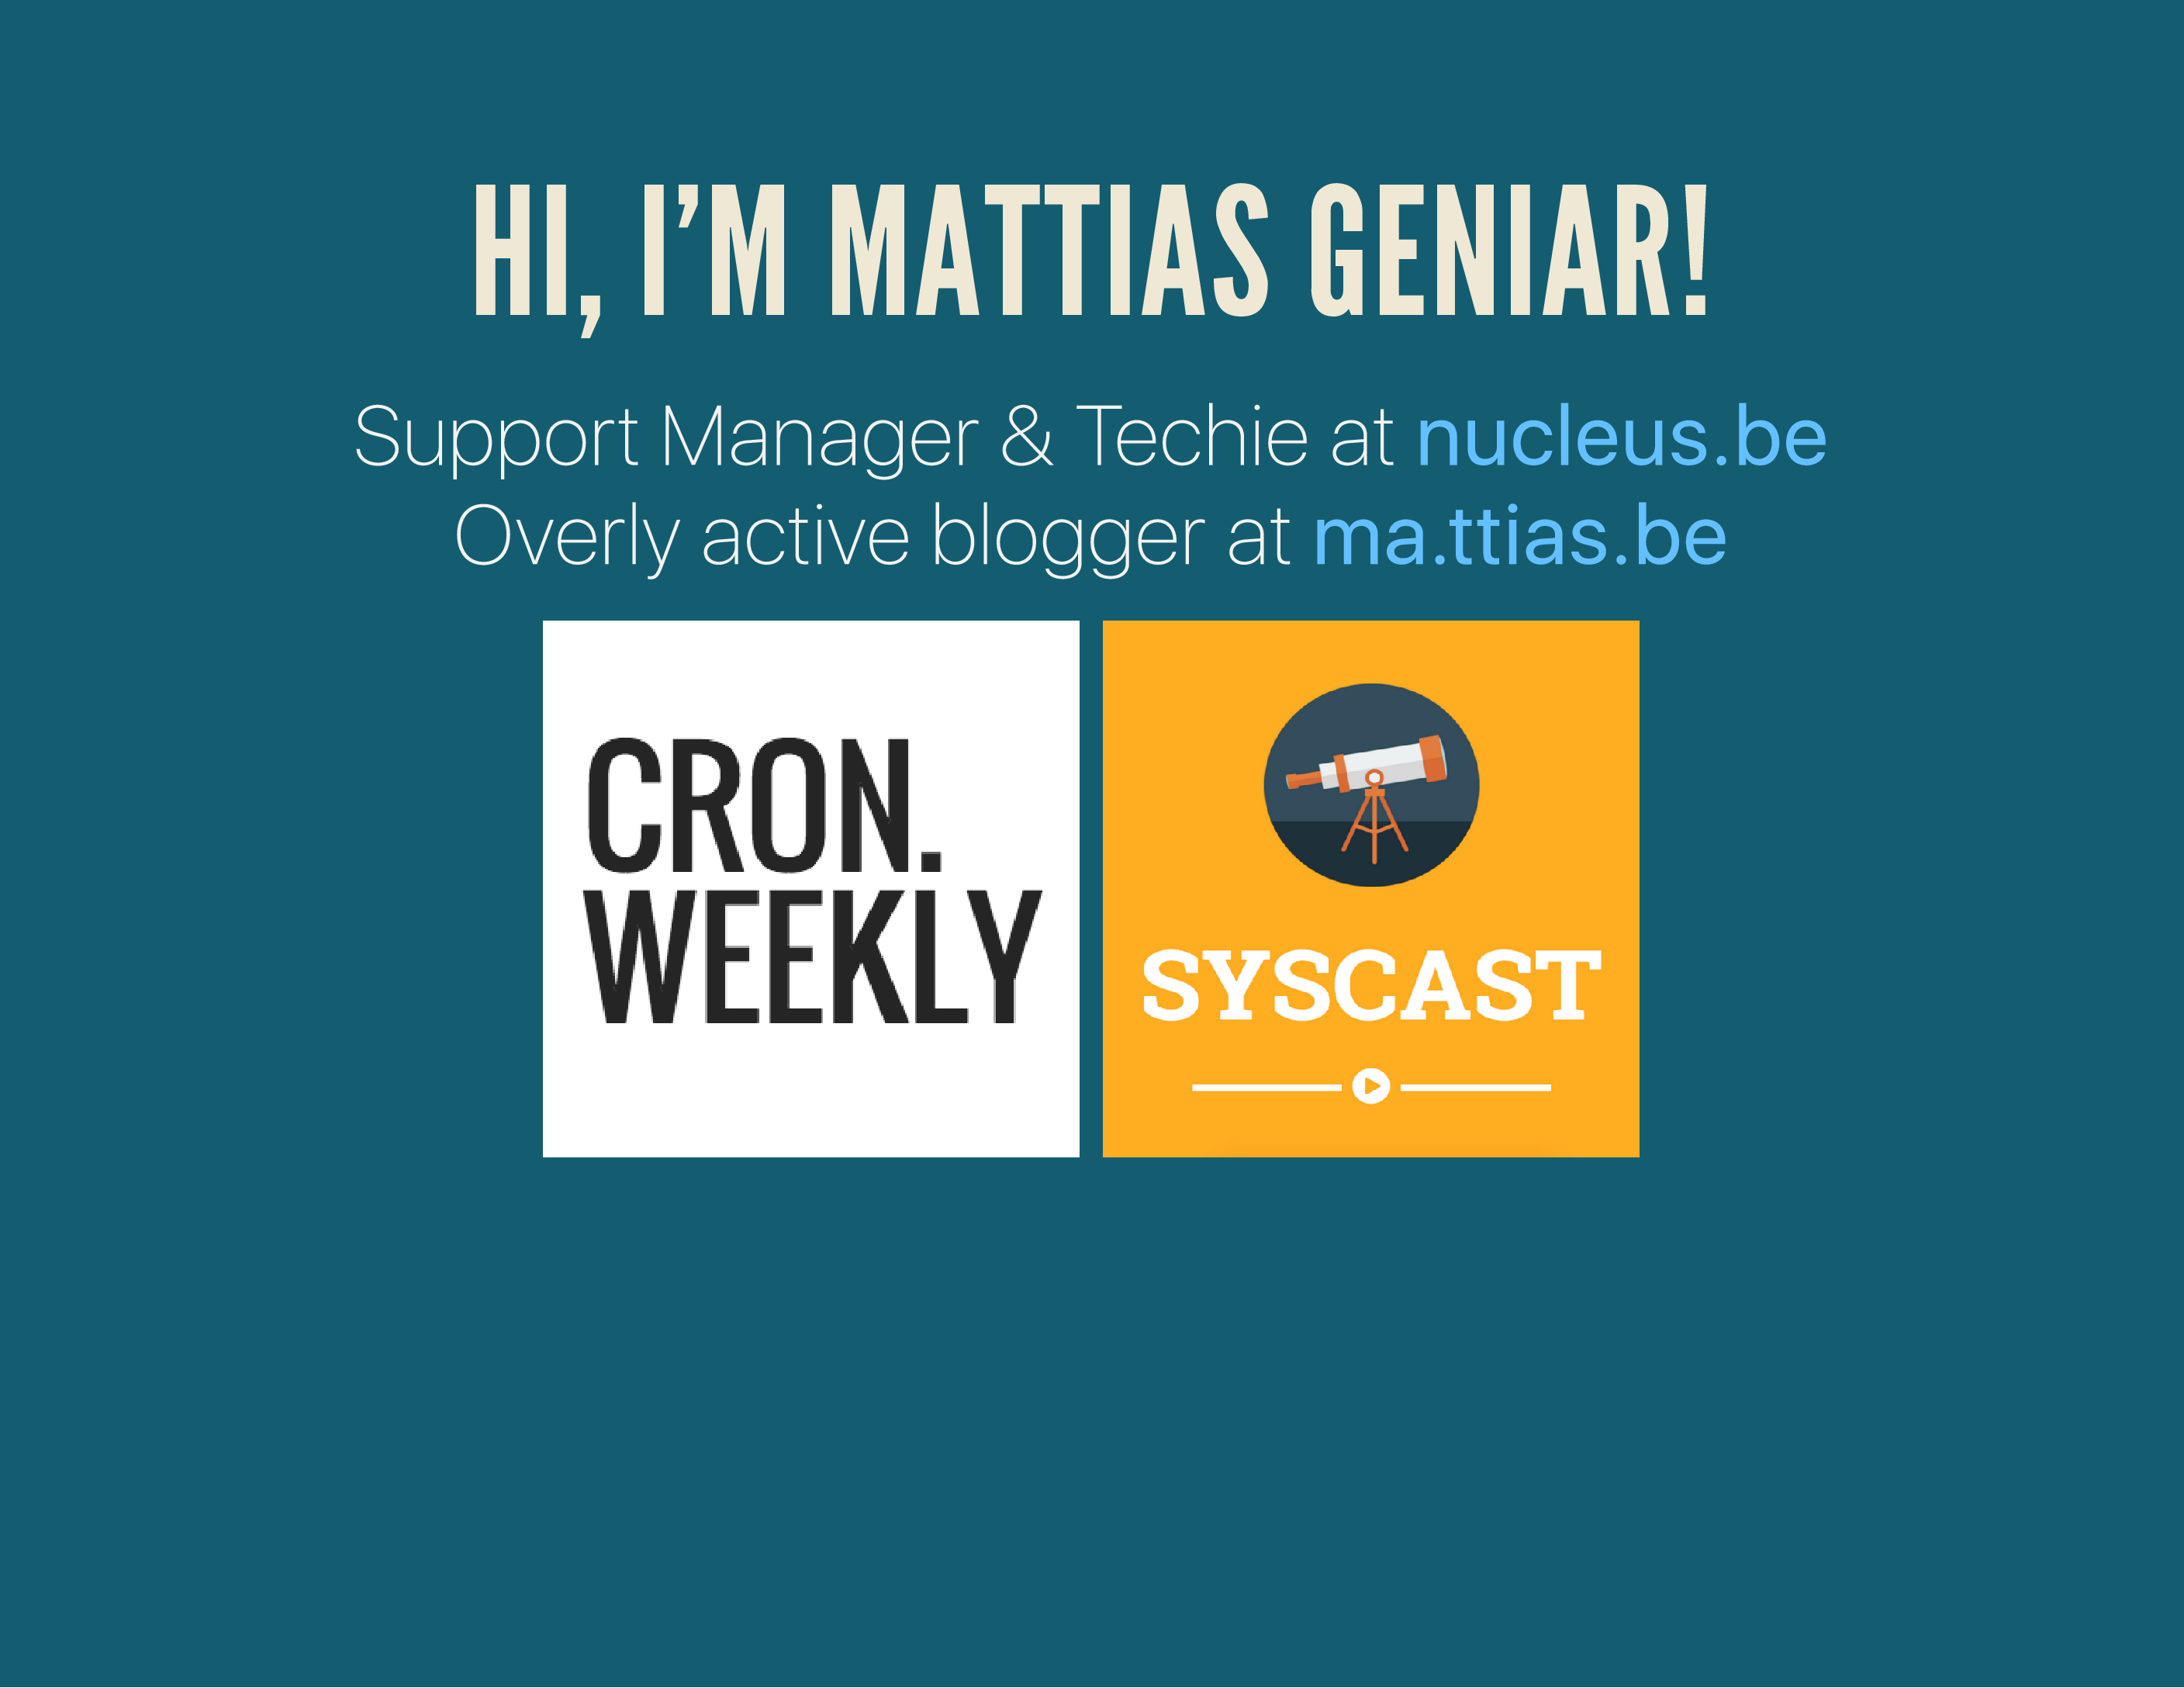 HI, I’M MATTIAS GENIAR!
Support Manager & Techie at nucleus.be
Overly active blogger at ma.ttias.be
CRON.
WEEKLY
SYSCAST